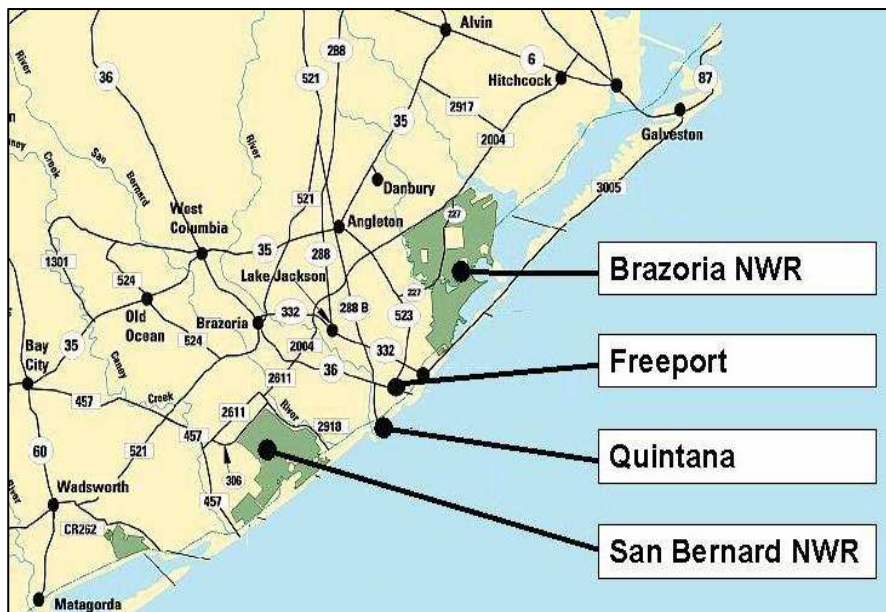 Alvin
36
288
521
6
87
Hitchcock
River
2917
35
River
Galveston
2004
San
Creek
Danbury
3005
Bernard
West
Columbia
521
227
Angleton
35
288
1301
Lake Jackson
Brazoria NWR
524
288 B
227
Old
Ocean
Brazoria
332
523
35
524
2004
332
Bay
City
Caney
36
Freeport
2611
Creek
457
2611
River
2918
457
Quintana
60
521
306
Wadsworth
457
San Bernard NWR
River
CR262
Matagorda